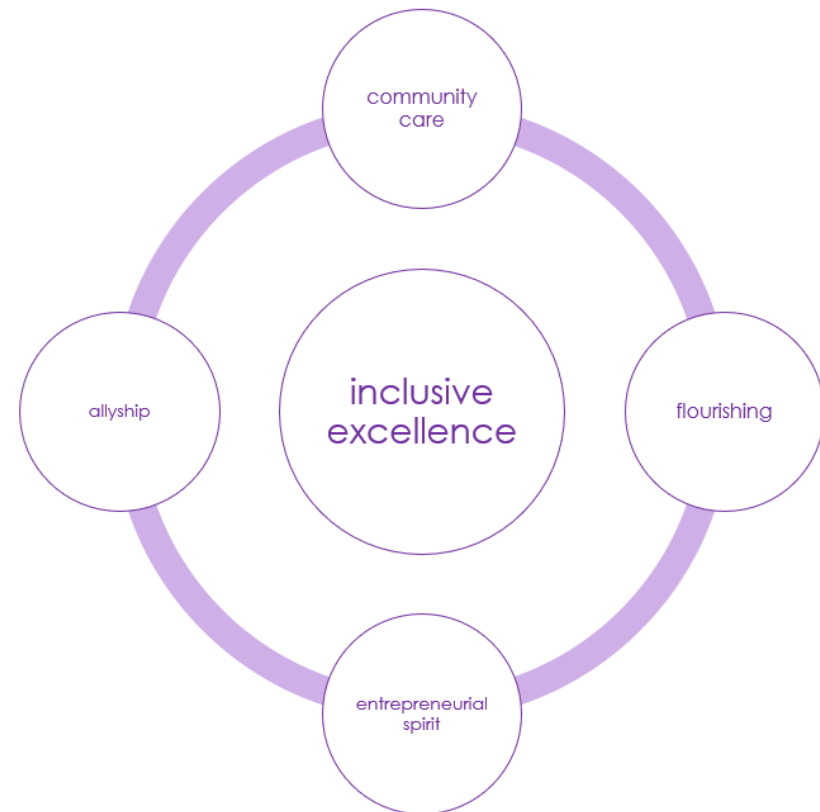 community
care
allyship
inclusive
excellence
flourishing
entrepreneurial
spirit